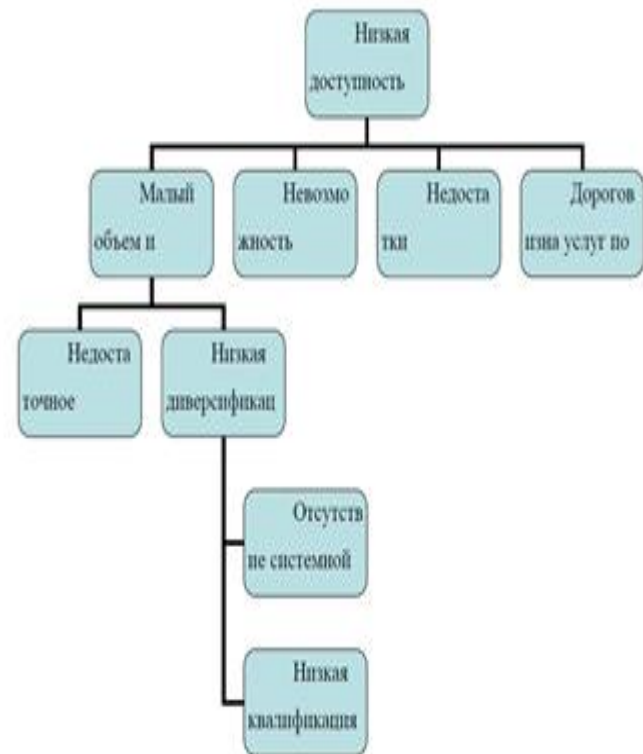 Низкая
доступность
Малый
объем и
Невозмо
жность
Недоста
тки
Дорогов
изна услуг по
Недоста
точное
Низкая
диверсификац
Отсутств
ие системной
Низкая
квалификация